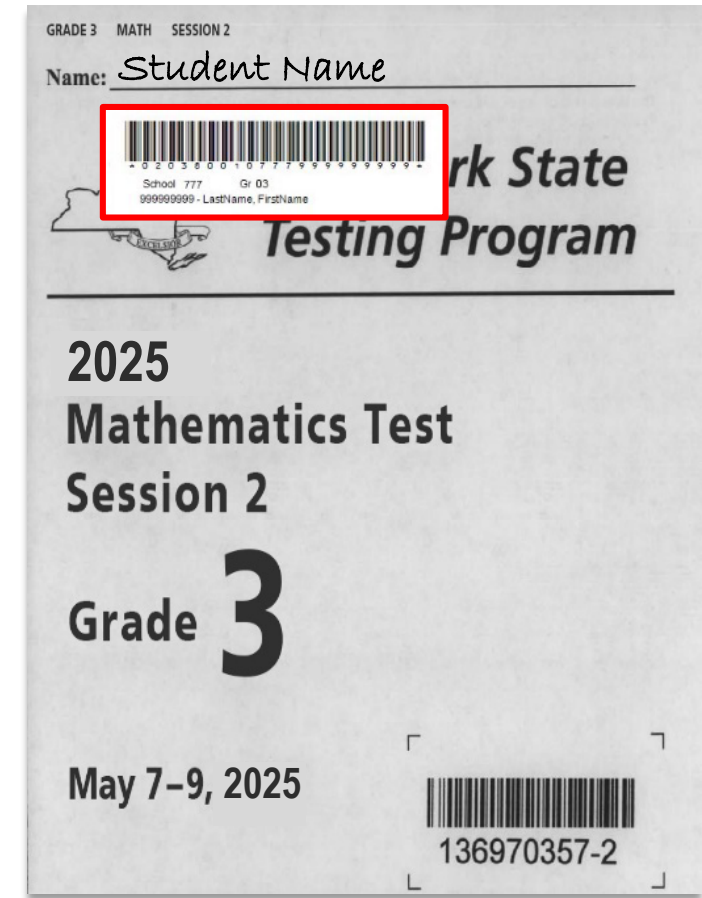 GRADE 3 MATH SESSION 2
Name: Student Name
School 777 Gr 03
999999999 - LastName, FirstName
rk State
EXCELSIOR
Testing Program
2025
Mathematics Test
Session 2
Grade 3
May 7–9, 2025
136970357-2